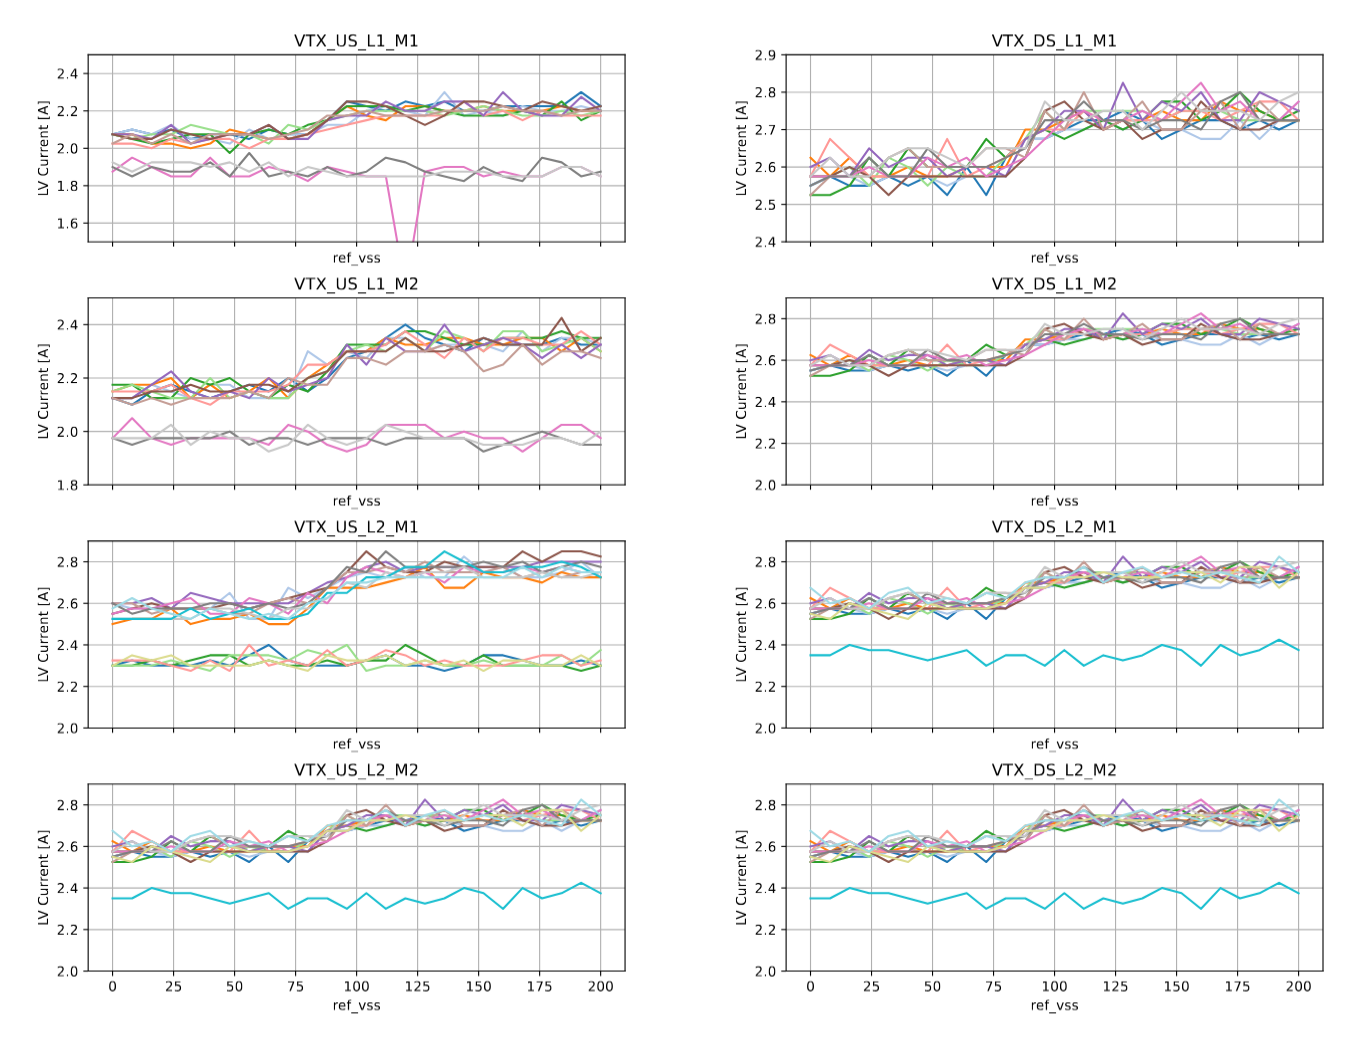 VTX_US_L1_M1
VTX_DS_L1_M1
LV Current [A]
2.4
2.2
2.0
1.8
1.6
ref_vss
LV Current [A]
2.9
2.8
2.7
2.6
2.5
2.4
ref_vss
VTX_US_L1_M2
VTX_DS_L1_M2
LV Current [A]
2.4
2.2
2.0
1.8
ref_vss
LV Current [A]
2.8
2.6
2.4
2.2
2.0
ref_vss
VTX_US_L2_M1
VTX_DS_L2_M1
LV Current [A]
2.8
2.6
2.4
2.2
2.0
ref_vss
LV Current [A]
2.8
2.6
2.4
2.2
2.0
ref_vss
VTX_US_L2_M2
VTX_DS_L2_M2
LV Current [A]
2.8
2.6
2.4
2.2
2.0
0 25 50 75 100 125 150 175 200
ref_vss
LV Current [A]
2.8
2.6
2.4
2.2
2.0
0 25 50 75 100 125 150 175 200
ref_vss